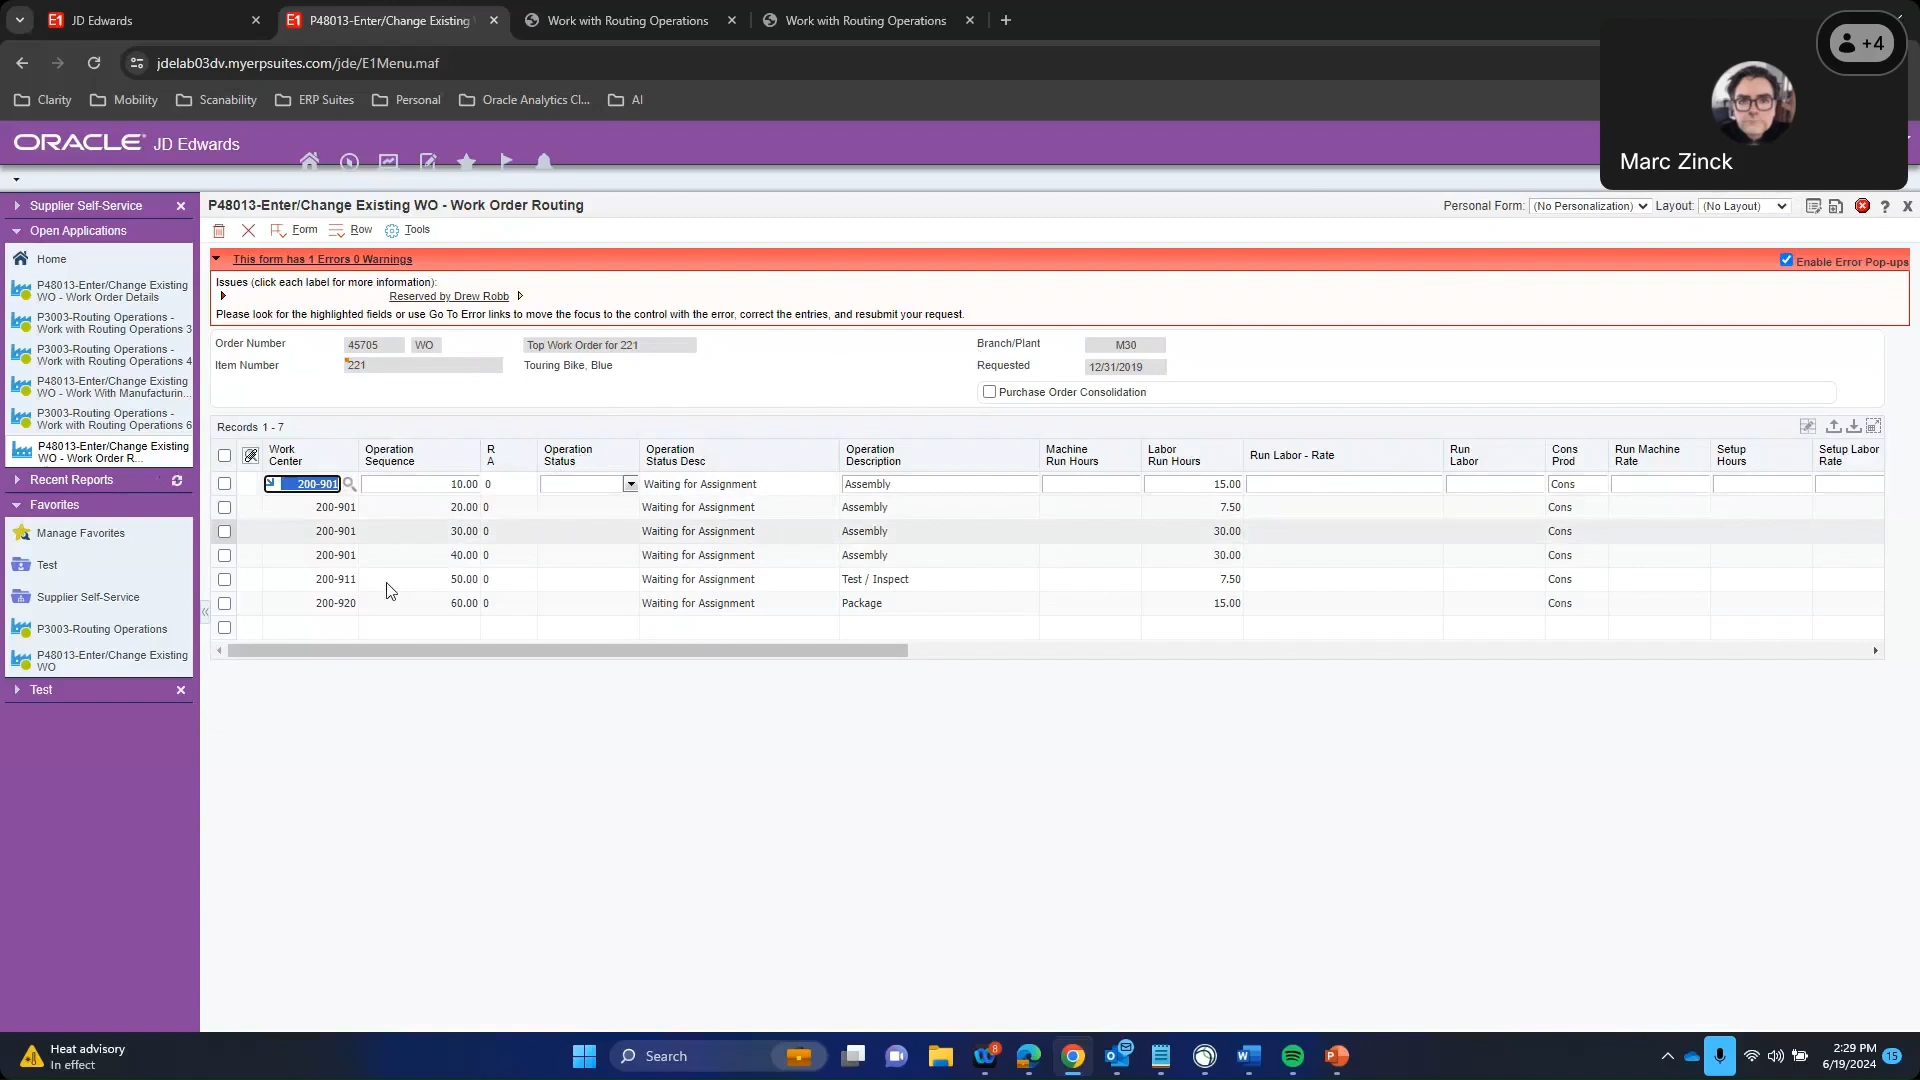 JD Edwards
P48013-Enter/Change Existing
Work with Routing Operations
Work with Routing Operations
jdelab03dv.myerpsuites.com/jde/E1Menu.maf
+4
Marc Zinck
Clarity
Mobility
Scanability
ERP Suites
Personal
Oracle Analytics Cl...
AI
ORACLE JD Edwards
Supplier Self-Service
Open Applications
Home
P48013-Enter/Change Existing
WO - Work Order Details
P3003-Routing Operations -
Work with Routing Operations 3
P3003-Routing Operations -
Work with Routing Operations 4
P48013-Enter/Change Existing
WO - Work With Manufacturin...
P3003-Routing Operations -
Work with Routing Operations 6
P48013-Enter/Change Existing
WO - Work Order R...
Recent Reports
Favorites
Manage Favorites
Test
Supplier Self-Service
P3003-Routing Operations
P48013-Enter/Change Existing
WO
Test
P48013-Enter/Change Existing WO - Work Order Routing
Personal Form: (No Personalization) Layout: (No Layout)
Form Row Tools
This form has 1 Errors 0 Warnings
Enable Error Pop-ups
Issues (click each label for more information):
Reserved by Drew Robb
Please look for the highlighted fields or use Go To Error links to move the focus to the control with the error, correct the entries, and resubmit your request.
Order Number 45705 WO Top Work Order for 221 Branch/Plant M30
Item Number 221 Touring Bike, Blue Requested 12/31/2019
Purchase Order Consolidation
Records 1 - 7
Work Center Operation Sequence R A Operation Status Operation Status Desc Operation Description Machine Run Hours Labor Run Hours Run Labor - Rate Run Labor Cons Prod Run Machine Rate Setup Hours Setup Labor Rate
200-901 10.00 0 Waiting for Assignment Assembly 15.00 Cons
200-901 20.00 0 Waiting for Assignment Assembly 7.50 Cons
200-901 30.00 0 Waiting for Assignment Assembly 30.00 Cons
200-901 40.00 0 Waiting for Assignment Assembly 30.00 Cons
200-911 50.00 0 Waiting for Assignment Test / Inspect 7.50 Cons
200-920 60.00 0 Waiting for Assignment Package 15.00 Cons
Heat advisory
In effect
Search
8
2:29 PM
6/19/2024
15